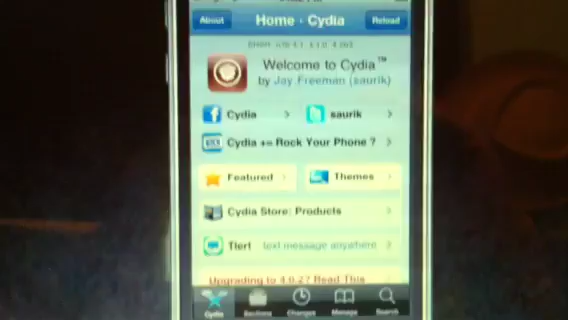 About Home · Cydia Reload
Welcome to Cydia™
by Jay Freeman (saurik)
Cydia
saurik
Cydia += Rock Your Phone ?
Featured
Themes
Cydia Store: Products
Tlert text message anywhere
Upgrading to 4.0.2? Read This
Cydia Sections Changes Manage Search